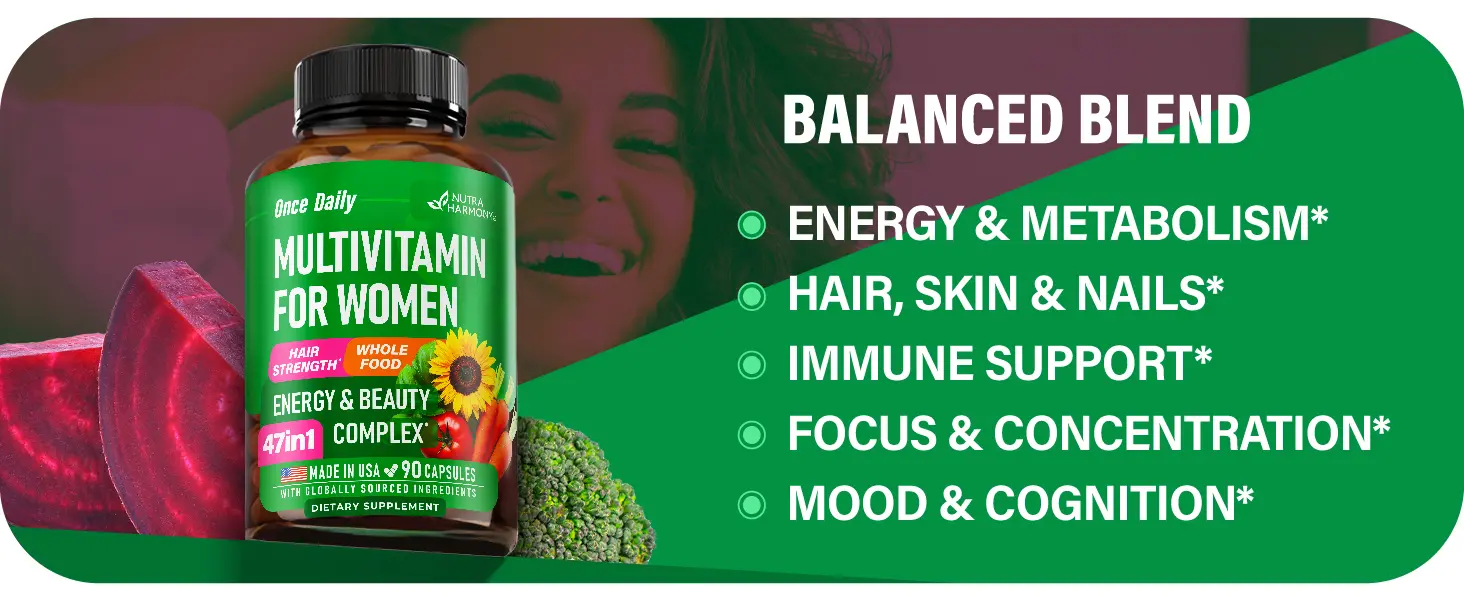 Once Daily
NUTRA
HARMONY
MULTIVITAMIN
FOR WOMEN
HAIR
STRENGTH*
WHOLE
FOOD
ENERGY & BEAUTY
47in1
COMPLEX*
MADE IN USA
90 CAPSULES
WITH GLOBALLY SOURCED INGREDIENTS
DIETARY SUPPLEMENT
BALANCED BLEND
ENERGY & METABOLISM*
HAIR, SKIN & NAILS*
IMMUNE SUPPORT*
FOCUS & CONCENTRATION*
MOOD & COGNITION*